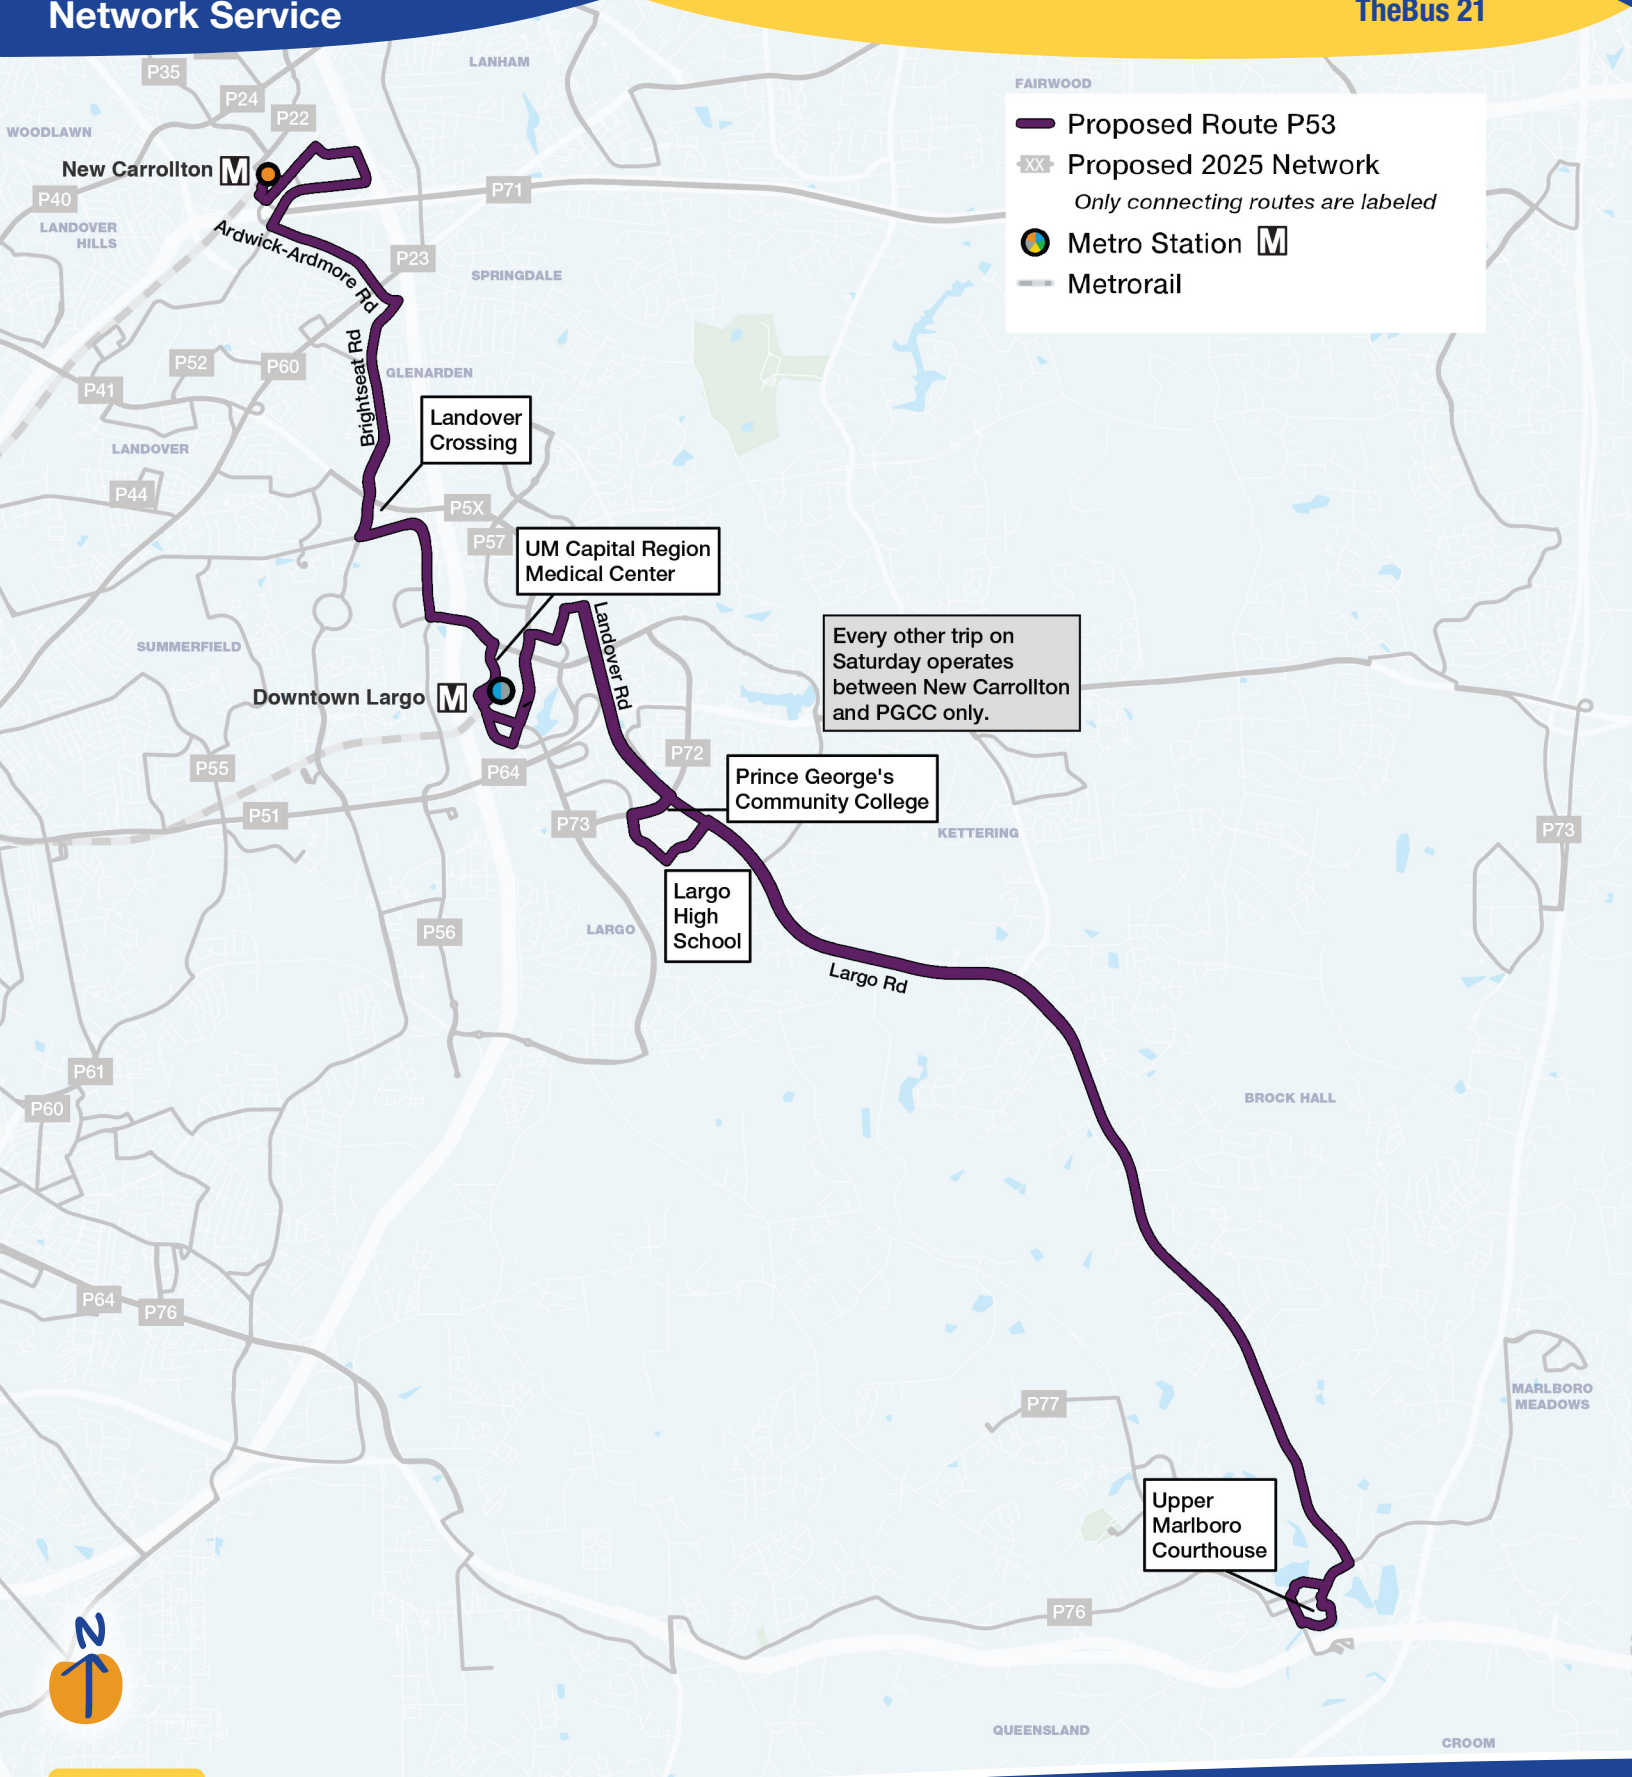 Network Service
TheBus 21
LANHAM
FAIRWOOD
P35
P24
P22
WOODLAWN
New Carrollton M
P40
P71
LANDOVER
HILLS
Ardwick-Ardmore Rd
P23
SPRINGDALE
Proposed Route P53
XX Proposed 2025 Network
Only connecting routes are labeled
Metro Station M
Metrorail
Brightseat Rd
P52
P60
GLENARDEN
P41
Landover
Crossing
LANDOVER
P44
P5X
P57
UM Capital Region
Medical Center
Landover Rd
SUMMERFIELD
Every other trip on
Saturday operates
between New Carrollton
and PGCC only.
Downtown Largo M
P72
P55
P64
Prince George's
Community College
P51
P73
KETTERING
P73
Largo
High
School
P56
LARGO
Largo Rd
P61
P60
BROCK HALL
P64
P76
P77
MARLBORO
MEADOWS
Upper
Marlboro
Courthouse
P76
N
QUEENSLAND
CROOM